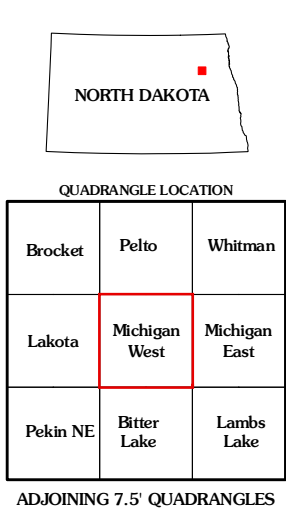 NORTH DAKOTA
QUADRANGLE LOCATION
Brocket
Pelto
Whitman
Lakota
Michigan
West
Michigan
East
Pekin NE
Bitter
Lake
Lambs
Lake
ADJOINING 7.5' QUADRANGLES